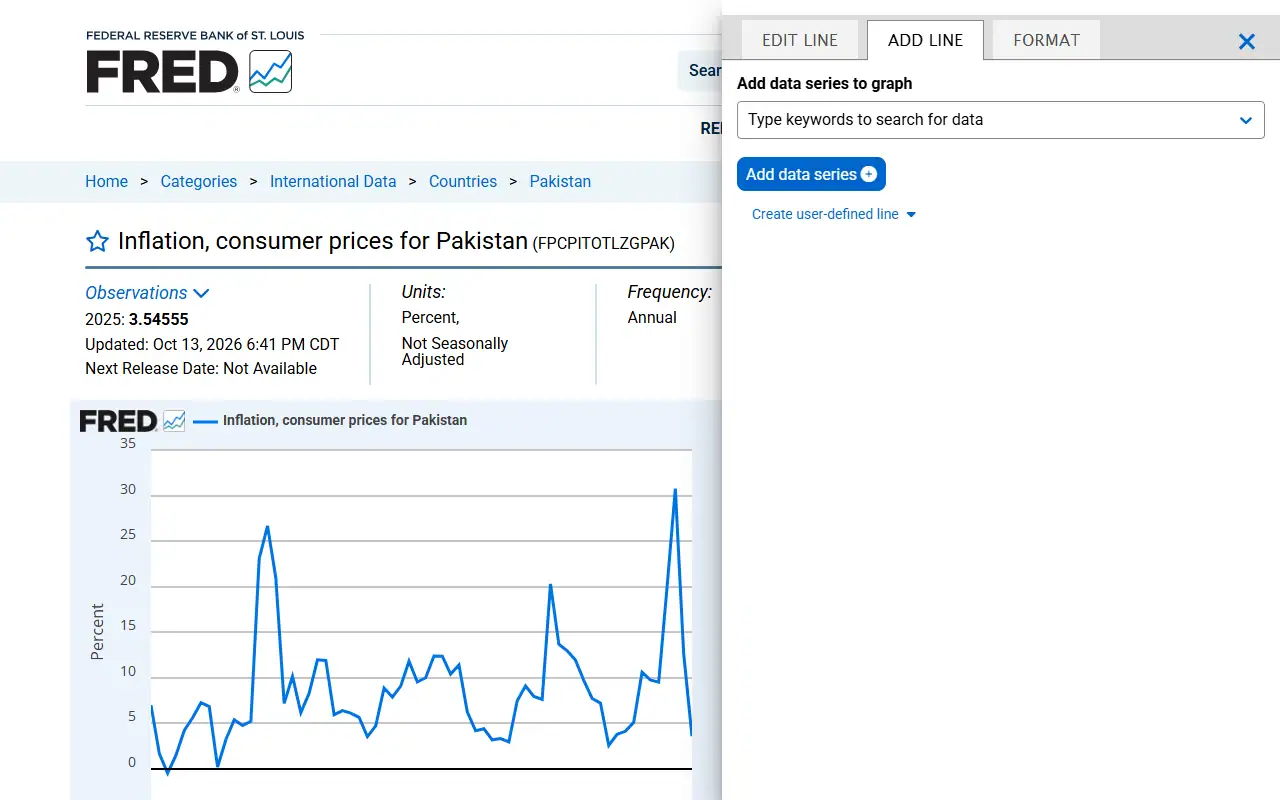 FEDERAL RESERVE BANK of ST. LOUIS
FRED®
Sear
RE
Home > Categories > International Data > Countries > Pakistan
Inflation, consumer prices for Pakistan (FPCPITOTLZGPAK)
Observations
2025: 3.54555
Updated: Oct 13, 2026 6:41 PM CDT
Next Release Date: Not Available
Units:
Percent,
Not Seasonally
Adjusted
Frequency:
Annual
FRED Inflation, consumer prices for Pakistan
35
30
25
20
15
10
5
0
Percent
EDIT LINE
ADD LINE
FORMAT
Add data series to graph
Type keywords to search for data
Add data series
Create user-defined line